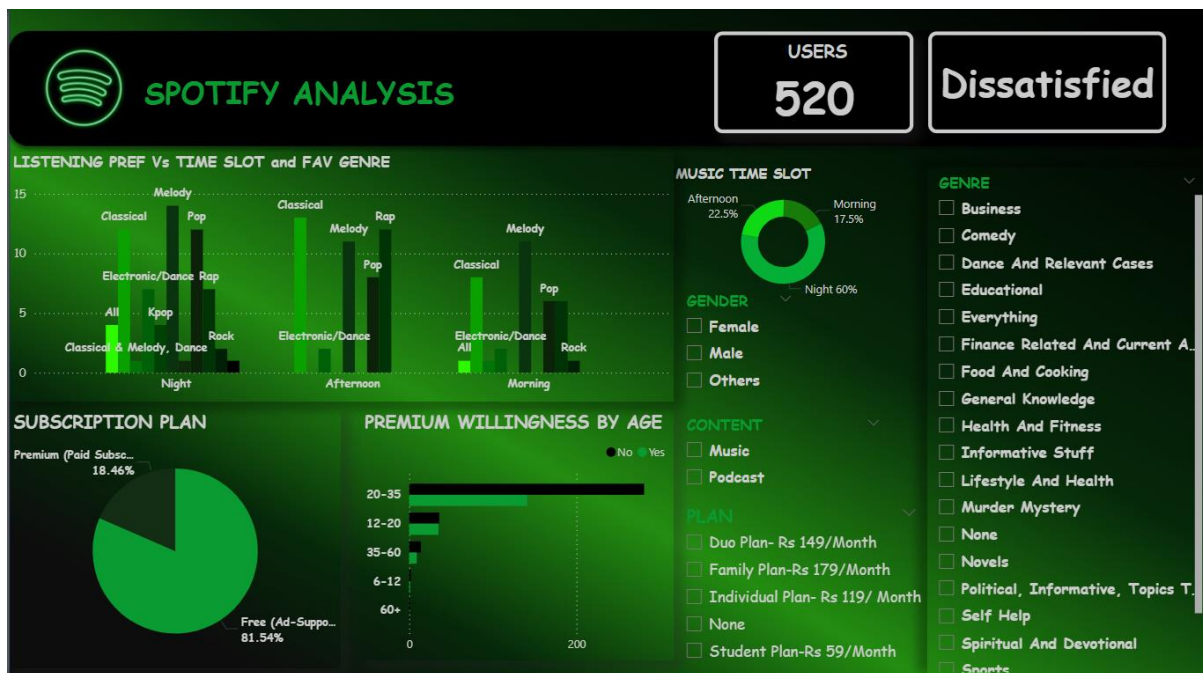 SPOTIFY ANALYSIS
USERS
520
Dissatisfied
LISTENING PREF Vs TIME SLOT and FAV GENRE
15
10
5
0
Melody
Classical
Pop
Electronic/Dance Rap
All
Kpop
Rock
Classical & Melody, Dance
Night
Classical
Rap
Melody
Pop
Electronic/Dance
Afternoon
Melody
Classical
Pop
Electronic/Dance
All
Rock
Morning
MUSIC TIME SLOT
Afternoon
22.5%
Morning
17.5%
Night 60%
GENDER
Female
Male
Others
CONTENT
Music
Podcast
PLAN
Duo Plan- Rs 149/Month
Family Plan-Rs 179/Month
Individual Plan- Rs 119/ Month
None
Student Plan-Rs 59/Month
GENRE
Business
Comedy
Dance And Relevant Cases
Educational
Everything
Finance Related And Current A...
Food And Cooking
General Knowledge
Health And Fitness
Informative Stuff
Lifestyle And Health
Murder Mystery
None
Novels
Political, Informative, Topics T...
Self Help
Spiritual And Devotional
Sports
SUBSCRIPTION PLAN
Premium (Paid Subsc...
18.46%
Free (Ad-Suppo...
81.54%
PREMIUM WILLINGNESS BY AGE
No Yes
20-35
12-20
35-60
6-12
60+
0
200